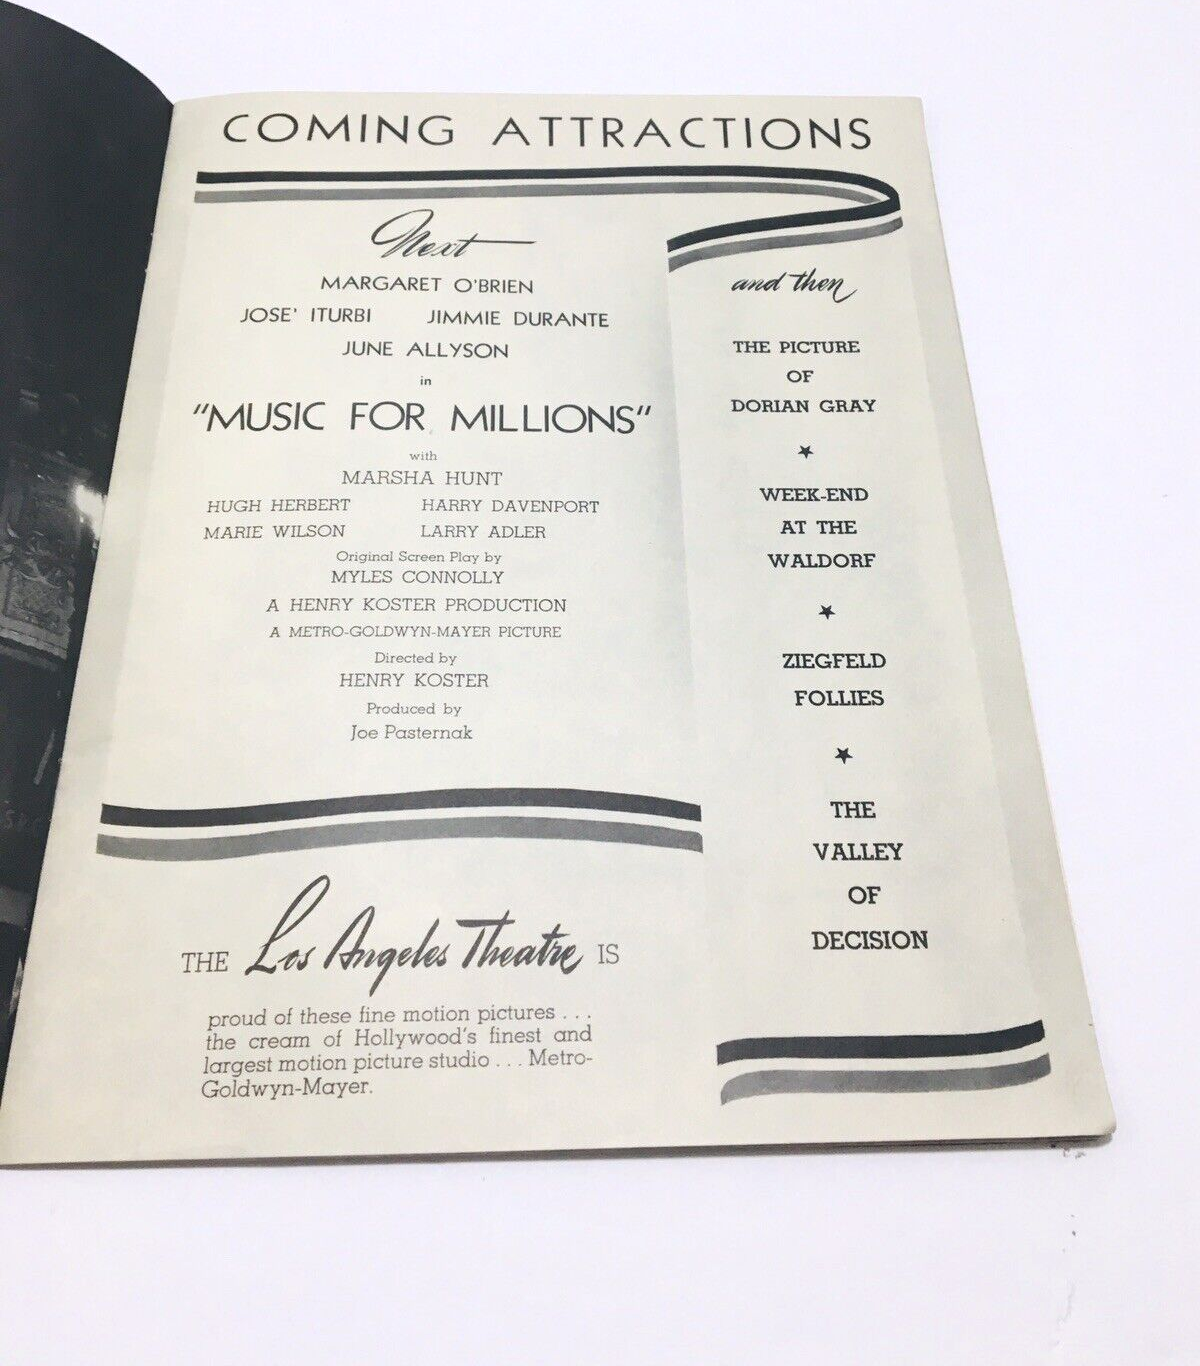 COMING ATTRACTIONS
Next
MARGARET O'BRIEN
JOSE' ITURBI JIMMIE DURANTE
JUNE ALLYSON
in
"MUSIC FOR MILLIONS"
with
MARSHA HUNT
HUGH HERBERT HARRY DAVENPORT
MARIE WILSON LARRY ADLER
Original Screen Play by
MYLES CONNOLLY
A HENRY KOSTER PRODUCTION
A METRO-GOLDWYN-MAYER PICTURE
Directed by
HENRY KOSTER
Produced by
Joe Pasternak
and then
THE PICTURE
OF
DORIAN GRAY
WEEK-END
AT THE
WALDORF
ZIEGFELD
FOLLIES
THE
VALLEY
OF
DECISION
THE Los Angeles Theatre IS
proud of these fine motion pictures . . .
the cream of Hollywood's finest and
largest motion picture studio . . . Metro-
Goldwyn-Mayer.